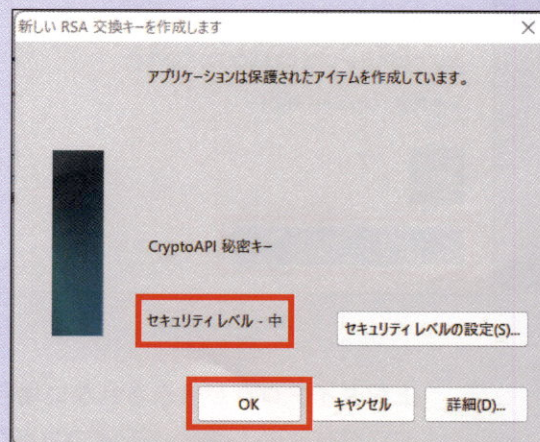 新しい RSA 交換キーを作成します
アプリケーションは保護されたアイテムを作成しています。
CryptoAPI 秘密キー
セキュリティ レベル - 中
セキュリティ レベルの設定(S)...
OK
キャンセル
詳細(D)...